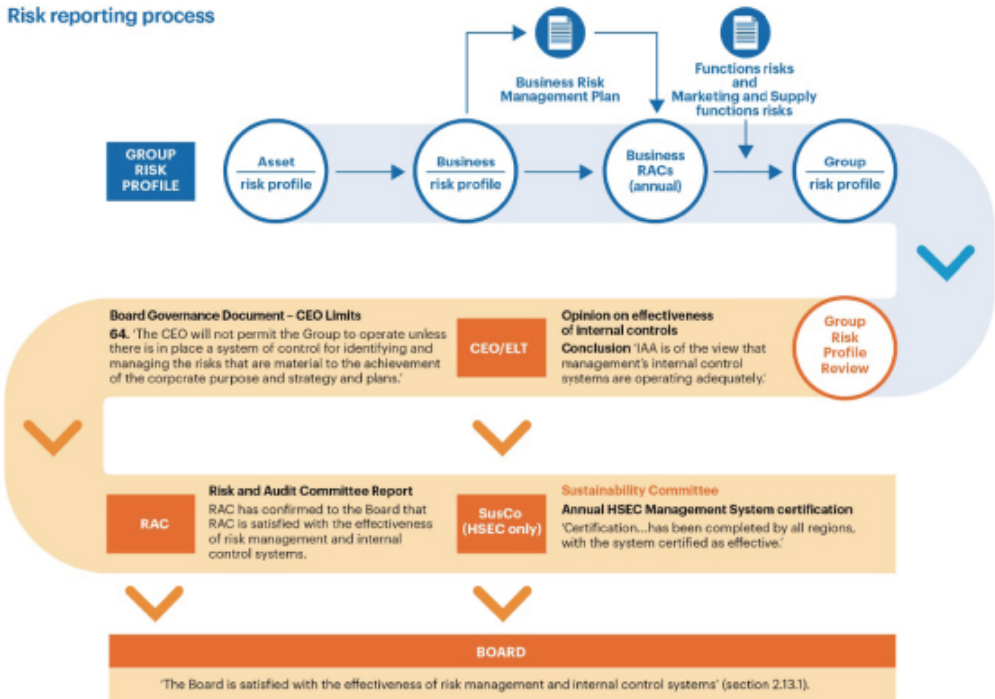 Risk reporting process
Business Risk
Management Plan
Functions risks
and
Marketing and Supply
functions risks
GROUP
RISK
PROFILE
Asset
risk profile
Business
risk profile
Business
RACs
(annual)
Group
risk profile
Board Governance Document – CEO Limits
64. 'The CEO will not permit the Group to operate unless
there is in place a system of control for identifying and
managing the risks that are material to the achievement
of the corporate purpose and strategy and plans.'
CEO/ELT
Opinion on effectiveness
of internal controls
Conclusion 'IAA is of the view that
management's internal control
systems are operating adequately.'
Group
Risk
Profile
Review
RAC
Risk and Audit Committee Report
RAC has confirmed to the Board that
RAC is satisfied with the effectiveness
of risk management and internal
control systems.
SusCo
(HSEC only)
Sustainability Committee
Annual HSEC Management System certification
'Certification...has been completed by all regions,
with the system certified as effective.'
BOARD
'The Board is satisfied with the effectiveness of risk management and internal control systems' (section 2.13.1).